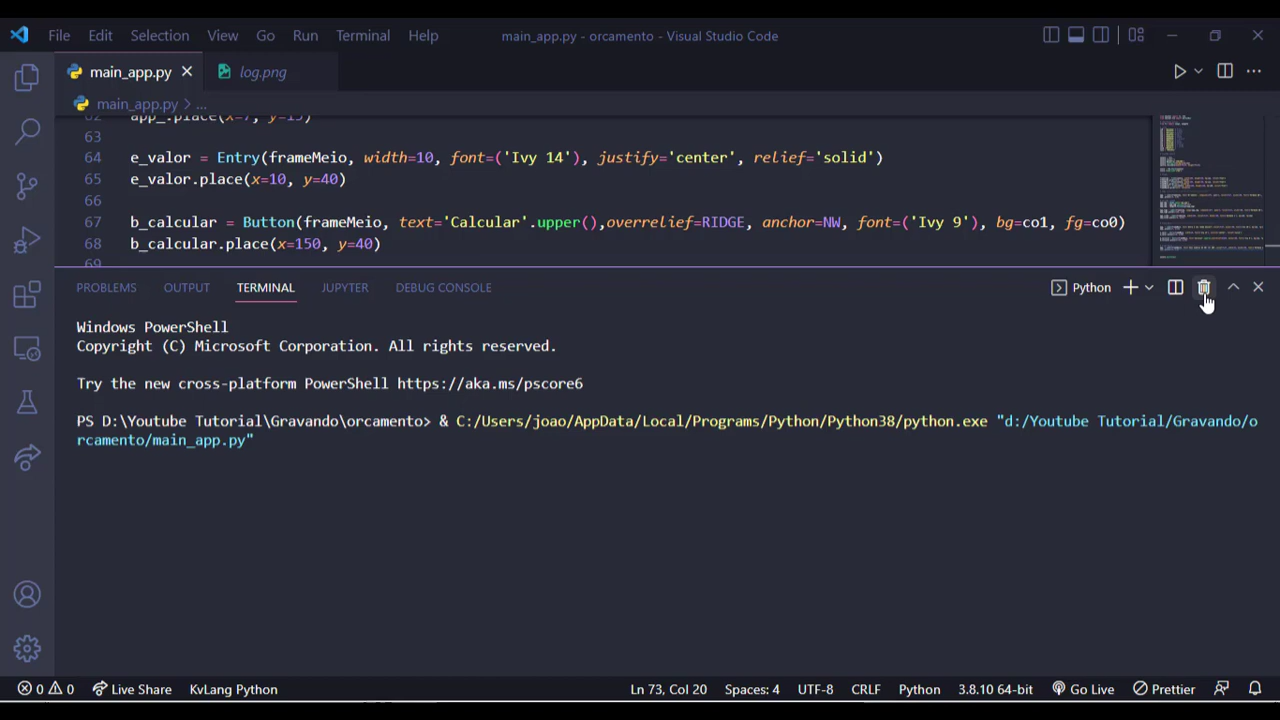 File Edit Selection View Go Run Terminal Help main_app.py - orcamento - Visual Studio Code
main_app.py log.png
main_app.py > ...
62 app_.place(x=7, y=15)
63
64 e_valor = Entry(frameMeio, width=10, font=('Ivy 14'), justify='center', relief='solid')
65 e_valor.place(x=10, y=40)
66
67 b_calcular = Button(frameMeio, text='Calcular'.upper(),overrelief=RIDGE, anchor=NW, font=('Ivy 9'), bg=co1, fg=co0)
68 b_calcular.place(x=150, y=40)
69
PROBLEMS OUTPUT TERMINAL JUPYTER DEBUG CONSOLE Python
Windows PowerShell
Copyright (C) Microsoft Corporation. All rights reserved.
Try the new cross-platform PowerShell https://aka.ms/pscore6
PS D:\Youtube Tutorial\Gravando\orcamento> & C:/Users/joao/AppData/Local/Programs/Python/Python38/python.exe "d:/Youtube Tutorial/Gravando/o
rcamento/main_app.py"
0 0 Live Share KvLang Python Ln 73, Col 20 Spaces: 4 UTF-8 CRLF Python 3.8.10 64-bit Go Live Prettier